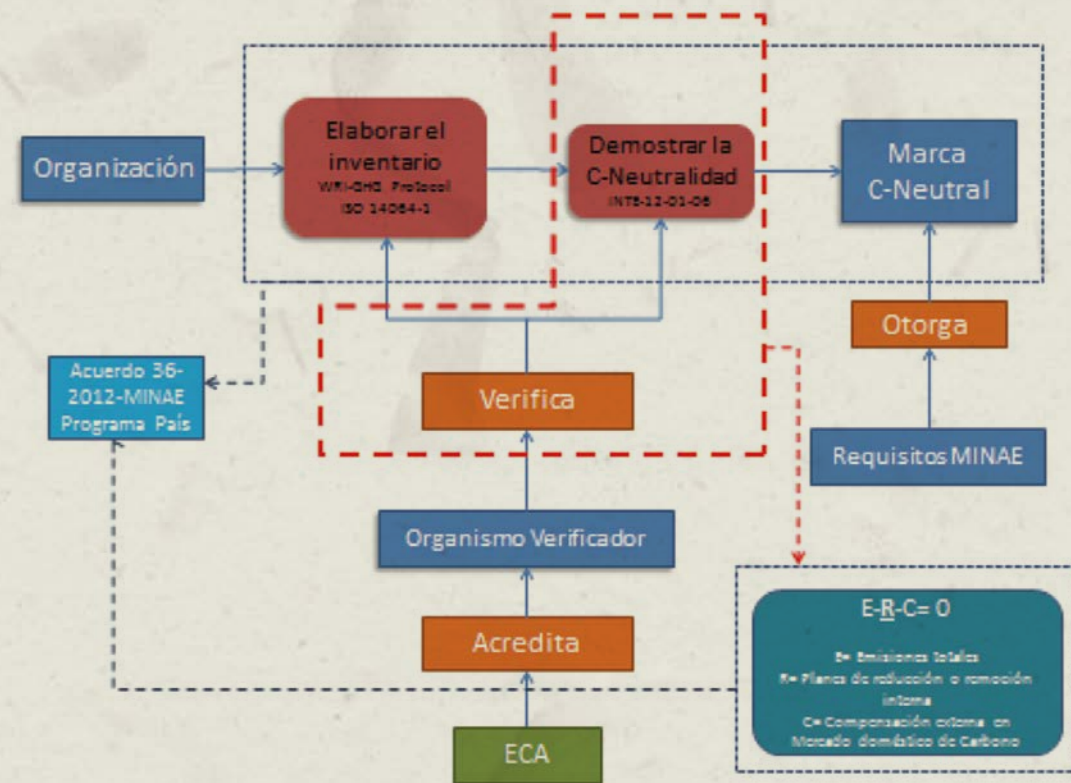 Organización
Elaborar el
inventario
WRI-GHG Protocol
ISO 14064-1
Demostrar la
C-Neutralidad
INTE-12-01-06
Marca
C-Neutral
Otorga
Acuerdo 36-
2012-MINAE
Programa País
Verifica
Requisitos MINAE
Organismo Verificador
Acredita
ECA
E-R-C= 0
E= Emisiones totales
R= Planes de reducción o remoción
interna
C= Compensación externa en
Mercado doméstico de Carbono